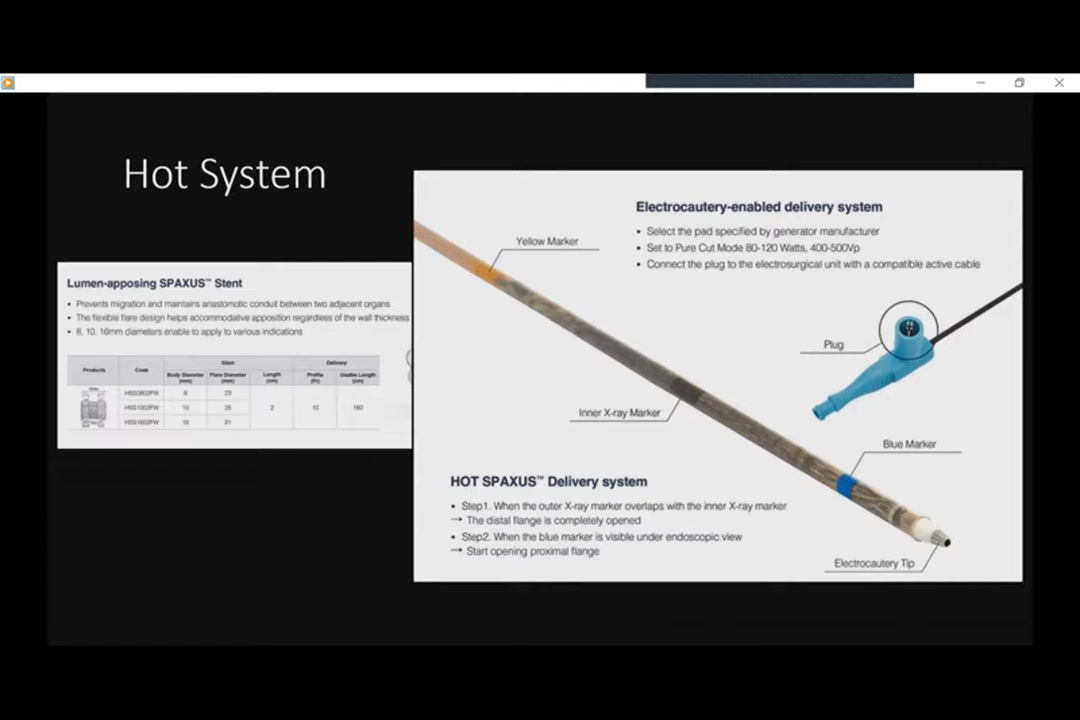 Hot System
Lumen-apposing SPAXUS™ Stent
• Prevents migration and maintains anastomotic conduit between two adjacent organs
• The flexible flare design helps accommodative apposition regardless of the wall thickness
• 8, 10, 16mm diameters enable to apply to various indications
Products Code Stent Delivery
Body Diameter (mm) Flare Diameter (mm) Length (cm) Profile (Fr) Usable Length (cm)
HSS0802FW 8 23
HSS1002FW 10 25 2 10 180
HSS1602FW 16 31
Electrocautery-enabled delivery system
• Select the pad specified by generator manufacturer
• Set to Pure Cut Mode 80-120 Watts, 400-500Vp
• Connect the plug to the electrosurgical unit with a compatible active cable
Yellow Marker
Plug
Inner X-ray Marker
Blue Marker
HOT SPAXUS™ Delivery system
• Step1. When the outer X-ray marker overlaps with the inner X-ray marker
→ The distal flange is completely opened
• Step2. When the blue marker is visible under endoscopic view
→ Start opening proximal flange
Electrocautery Tip